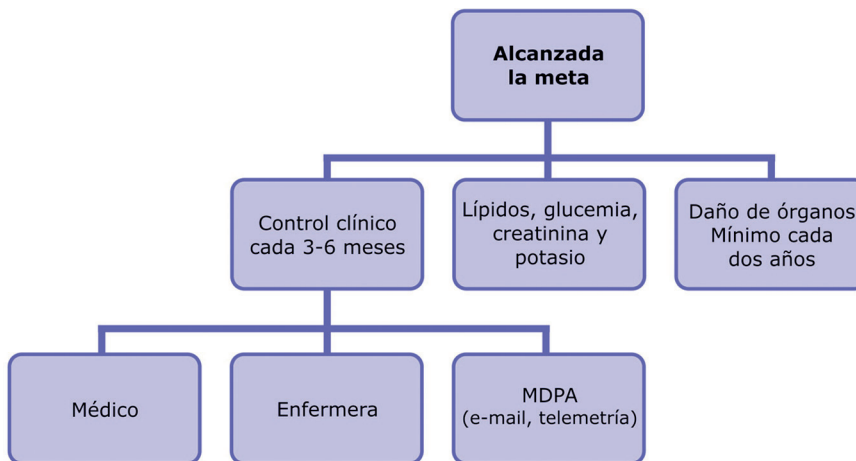 Alcanzada
la meta
Control clínico
cada 3-6 meses
Lípidos, glucemia,
creatinina y
potasio
Daño de órganos
Mínimo cada
dos años
Médico
Enfermera
MDPA
(e-mail, telemetría)